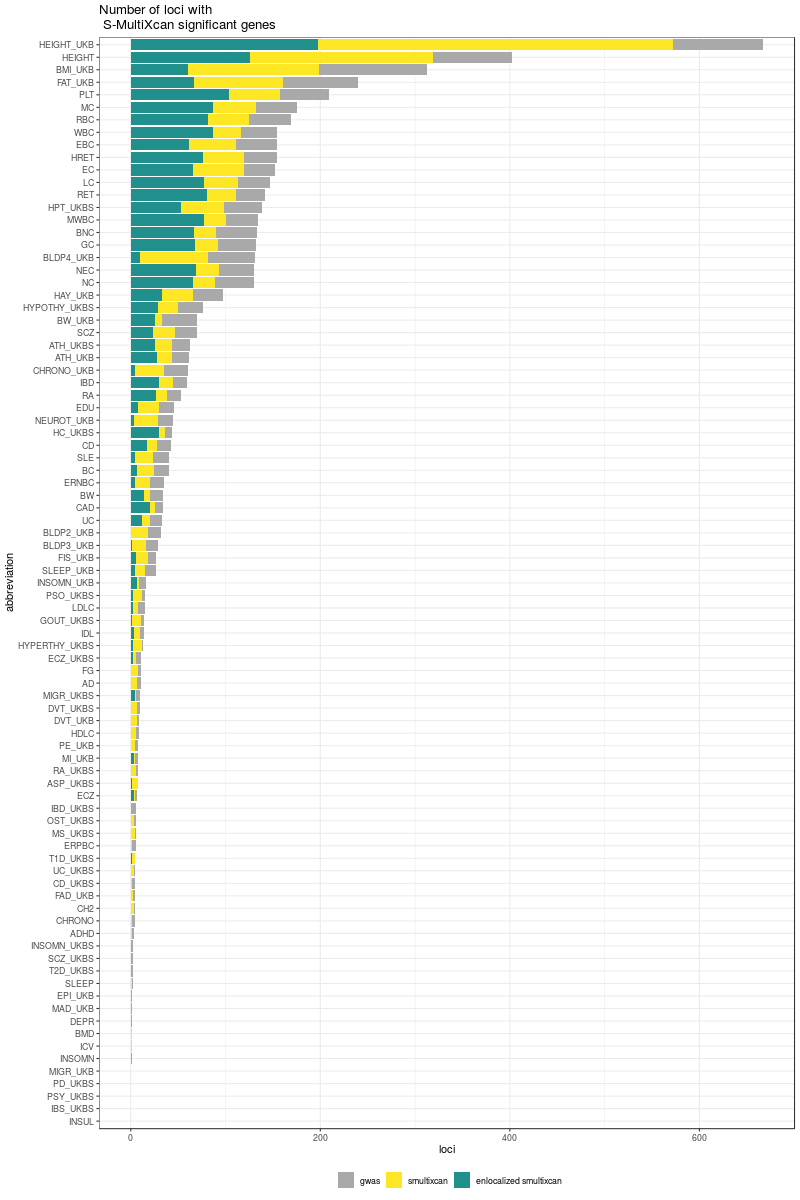 Number of loci with
S-MultiXcan significant genes
abbreviation
HEIGHT_UKB
HEIGHT
BMI_UKB
FAT_UKB
PLT
MC
RBC
WBC
EBC
HRET
EC
LC
RET
HPT_UKBS
MWBC
BNC
GC
BLDP4_UKB
NEC
NC
HAY_UKB
HYPOTHY_UKBS
BW_UKB
SCZ
ATH_UKBS
ATH_UKB
CHRONO_UKB
IBD
RA
EDU
NEUROT_UKB
HC_UKBS
CD
SLE
BC
ERNBC
BW
CAD
UC
BLDP2_UKB
BLDP3_UKB
FIS_UKB
SLEEP_UKB
INSOMN_UKB
PSO_UKBS
LDLC
GOUT_UKBS
IDL
HYPERTHY_UKBS
ECZ_UKBS
FG
AD
MIGR_UKBS
DVT_UKBS
DVT_UKB
HDLC
PE_UKB
MI_UKB
RA_UKBS
ASP_UKBS
ECZ
IBD_UKBS
OST_UKBS
MS_UKBS
ERPBC
T1D_UKBS
UC_UKBS
CD_UKBS
FAD_UKB
CH2
CHRONO
ADHD
INSOMN_UKBS
SCZ_UKBS
T2D_UKBS
SLEEP
EPI_UKB
MAD_UKB
DEPR
BMD
ICV
INSOMN
MIGR_UKB
PD_UKBS
PSY_UKBS
IBS_UKBS
INSUL
0 200 400 600
loci
gwas smultixcan enlocalized smultixcan